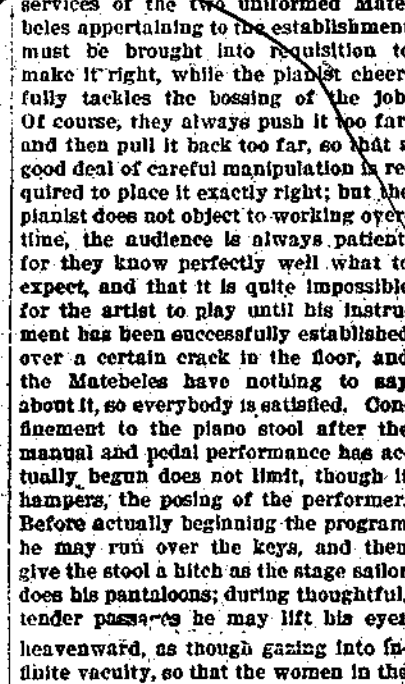 services of the two uniformed Mate-
beles appertaining to the establishment
must be brought into requisition to
make it right, while the pianist cheer
fully tackles the bossing of the job
Of course, they always push it too far
and then pull it back too far, so that a
good deal of careful manipulation is re
quired to place it exactly right; but the
pianist does not object to working over
time, the audience is always patient
for they know perfectly well what to
expect, and that it is quite impossible
for the artist to play until his instru
ment has been successfully established
over a certain crack in the floor, and
the Matebeles have nothing to say
about it, so everybody is satisfied. Con
finement to the piano stool after the
manual and pedal performance has ac
tually begun does not limit, though it
hampers, the posing of the performer.
Before actually beginning the program
he may run over the keys, and then
give the stool a hitch as the stage sailor
does his pantaloons; during thoughtful,
tender passages he may lift his eyes
heavenward, as though gazing into in-
finite vacuity, so that the women in the